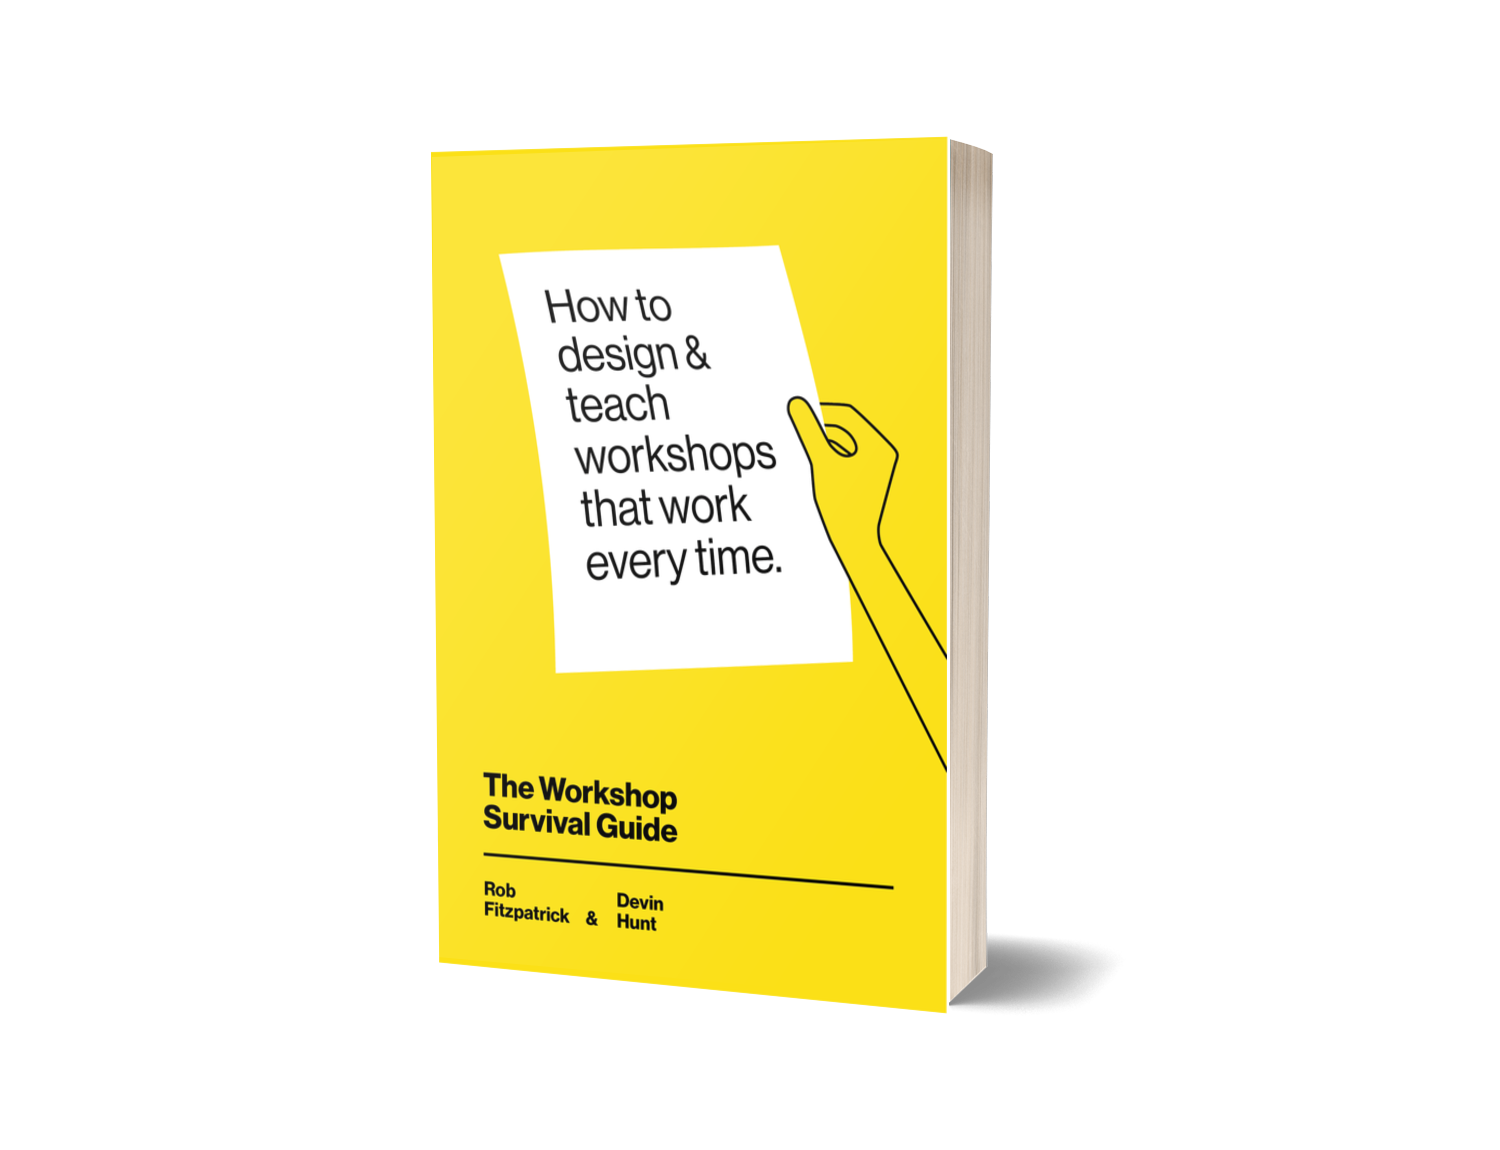 How to
design &
teach
workshops
that work
every time.
The Workshop
Survival Guide
Rob
Fitzpatrick &
Devin
Hunt